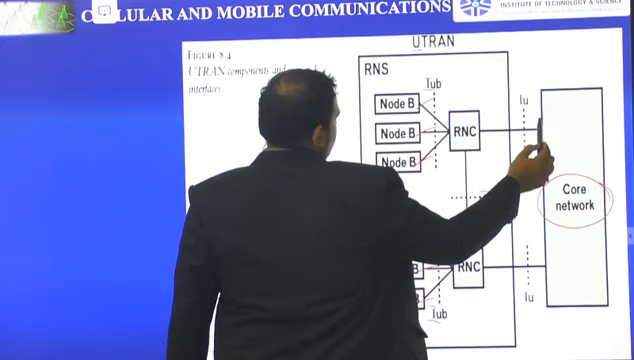 CELLULAR AND MOBILE COMMUNICATIONS
INSTITUTE OF TECHNOLOGY & SCIENCE
UTRAN
FIGURE 8.4
UTRAN components and
interfaces
RNS
Iub
Iu
Node B
Node B
RNC
Node B
Core
network
B
RNC
B
Iub
Iu